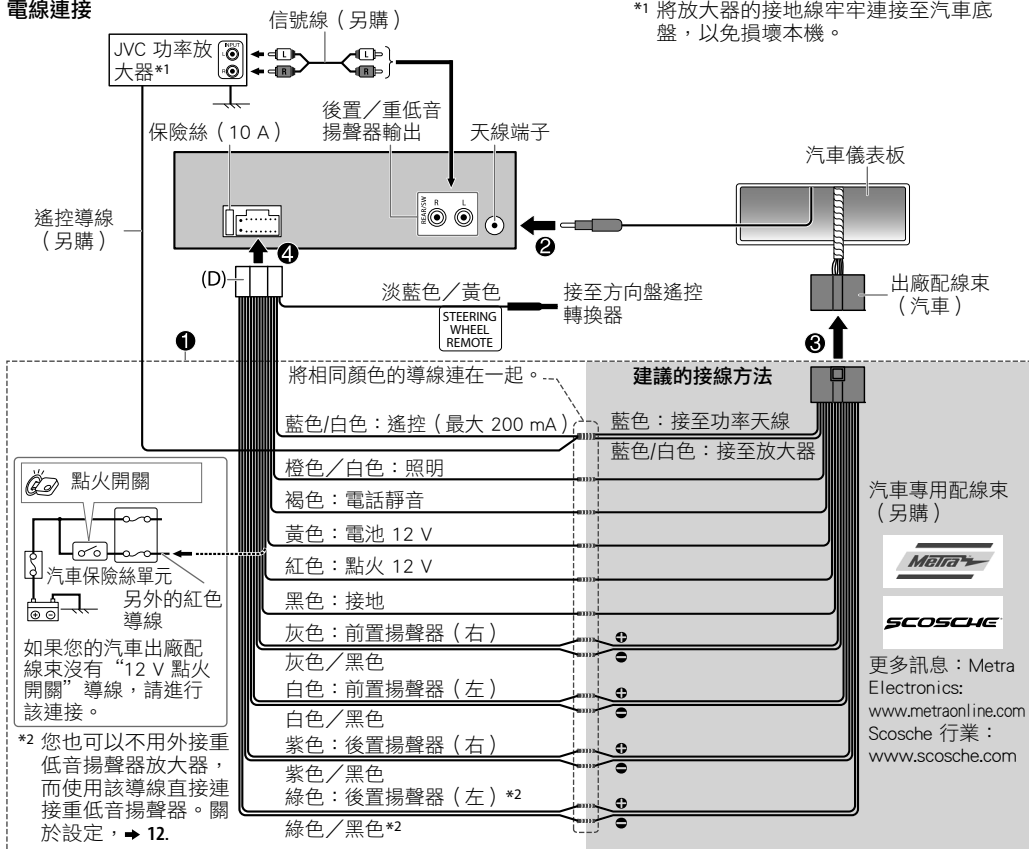 電線連接
*1 將放大器的接地線牢牢連接至汽車底
盤，以免損壞本機。
信號線（另購）
JVC 功率放
大器*1
INPUT
L
R
L
R
L
R
保險絲（10 A）
後置／重低音
揚聲器輸出
天線端子
汽車儀表板
REAR/SW
R
L
遙控導線
（另購）
4
2
(D)
淡藍色／黃色
STEERING
WHEEL
REMOTE
接至方向盤遙控
轉換器
出廠配線束
（汽車）
1
3
將相同顏色的導線連在一起。
建議的接線方法
藍色/白色：遙控（最大 200 mA）
藍色：接至功率天線
藍色/白色：接至放大器
橙色／白色：照明
褐色：電話靜音
黃色：電池 12 V
紅色：點火 12 V
黑色：接地
灰色：前置揚聲器（右）
灰色／黑色
白色：前置揚聲器（左）
白色／黑色
紫色：後置揚聲器（右）
紫色／黑色
綠色：後置揚聲器（左）*2
綠色／黑色*2
點火開關
汽車保險絲單元
另外的紅色
導線
如果您的汽車出廠配
線束沒有“12 V 點火
開關”導線，請進行
該連接。
*2 您也可以不用外接重
低音揚聲器放大器，
而使用該導線直接連
接重低音揚聲器。關
於設定，➡ 12.
汽車專用配線束
（另購）
Metra
SCOSCHE
更多訊息：Metra
Electronics:
www.metraonline.com
Scosche 行業：
www.scosche.com